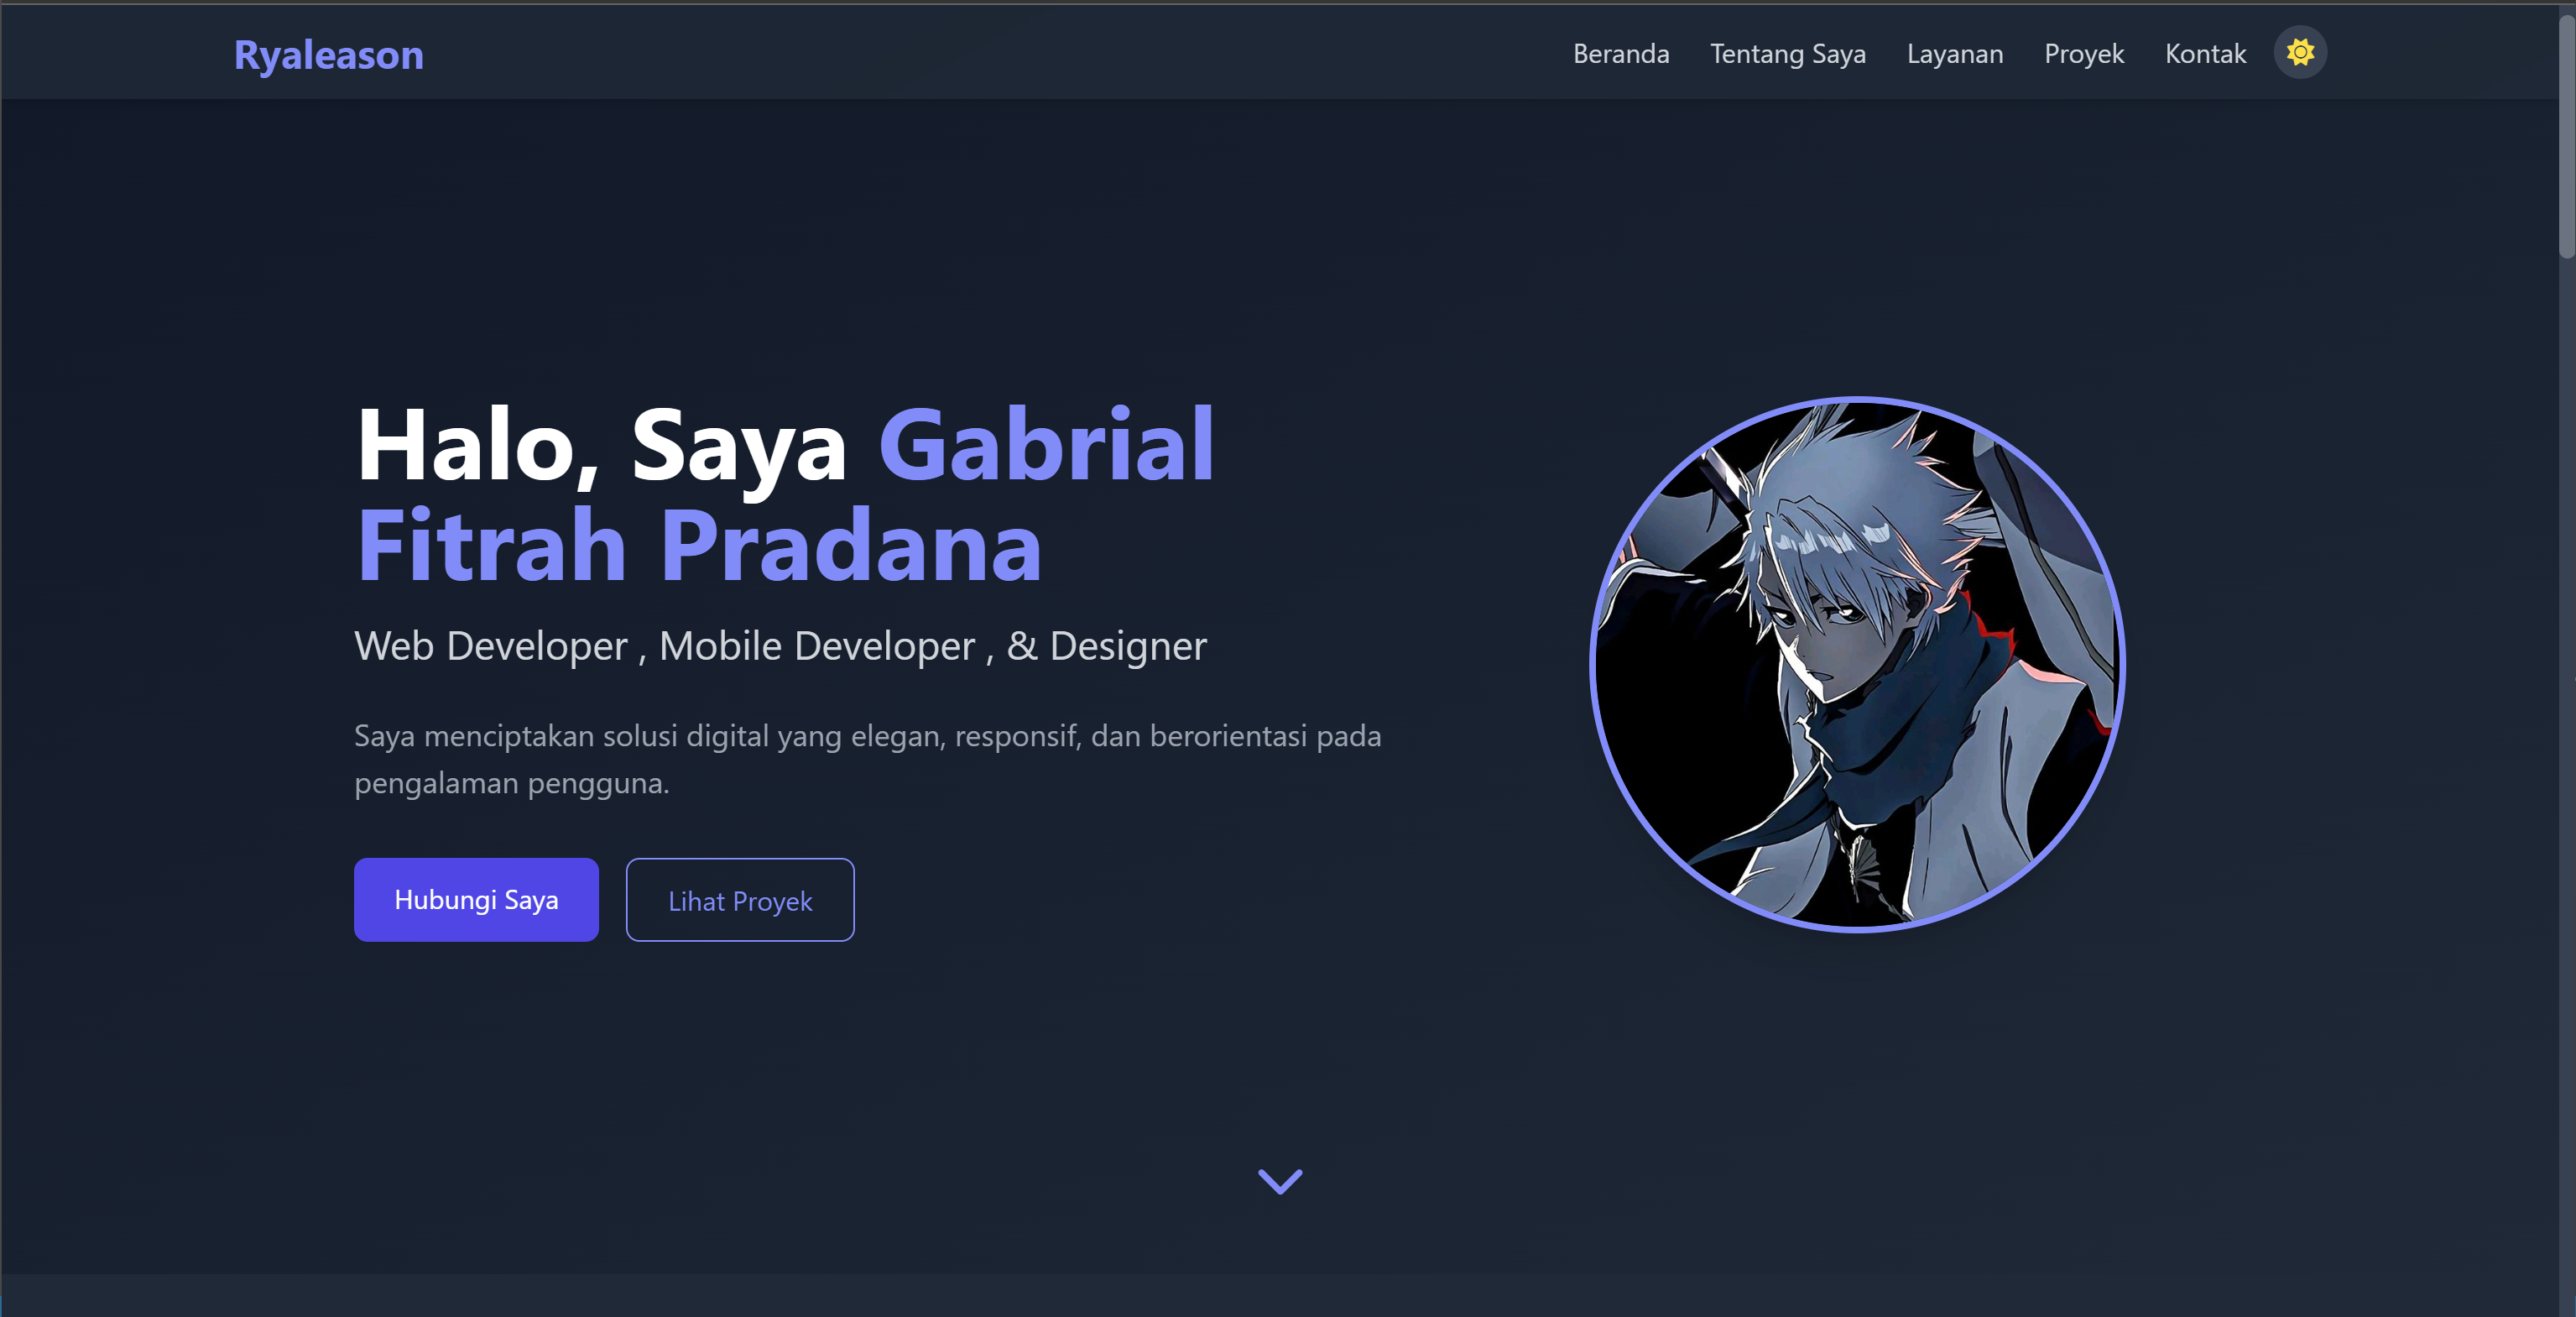 Ryaleason
Beranda Tentang Saya Layanan Proyek Kontak
Halo, Saya Gabrial
Fitrah Pradana
Web Developer , Mobile Developer , & Designer
Saya menciptakan solusi digital yang elegan, responsif, dan berorientasi pada
pengalaman pengguna.
Hubungi Saya
Lihat Proyek